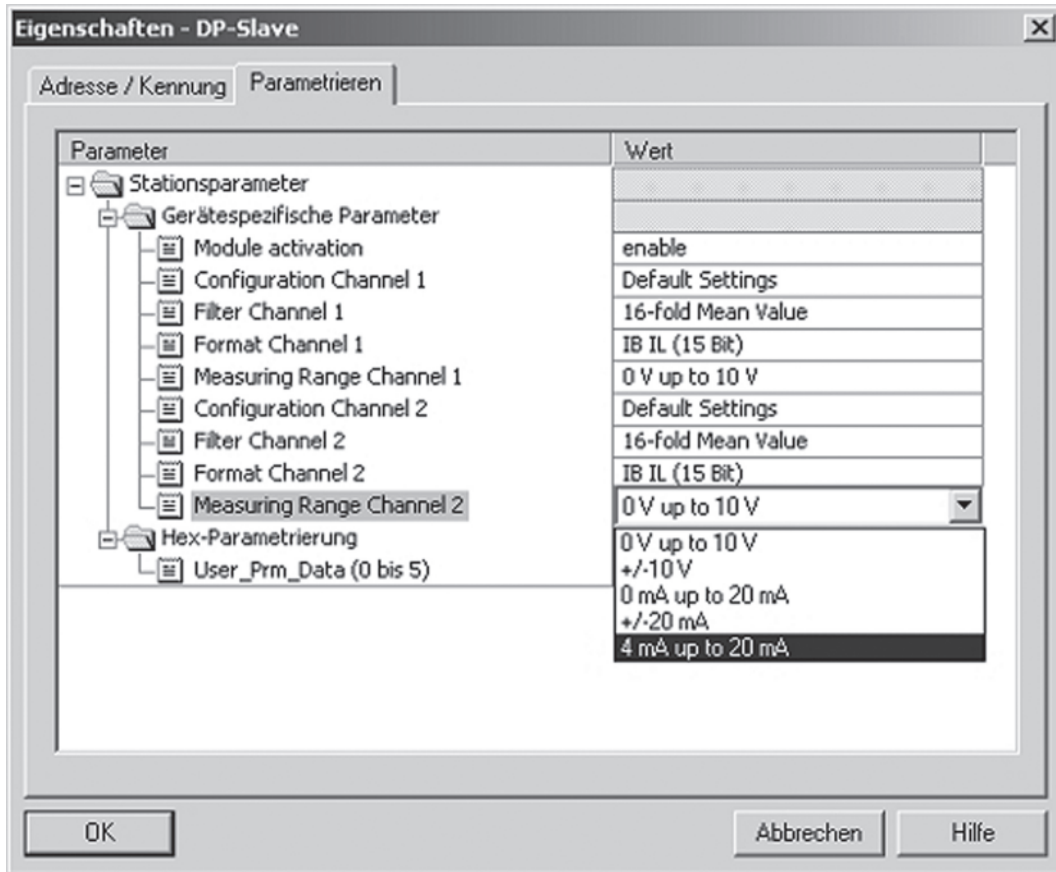 Eigenschaften - DP-Slave
Adresse / Kennung Parametrieren
Parameter Wert
Stationsparameter
Gerätespezifische Parameter
Module activation enable
Configuration Channel 1 Default Settings
Filter Channel 1 16-fold Mean Value
Format Channel 1 IB IL (15 Bit)
Measuring Range Channel 1 0 V up to 10 V
Configuration Channel 2 Default Settings
Filter Channel 2 16-fold Mean Value
Format Channel 2 IB IL (15 Bit)
Measuring Range Channel 2 0 V up to 10 V
Hex-Parametrierung 0 V up to 10 V
User_Prm_Data (0 bis 5) +/-10 V
0 mA up to 20 mA
+/-20 mA
4 mA up to 20 mA
OK Abbrechen Hilfe